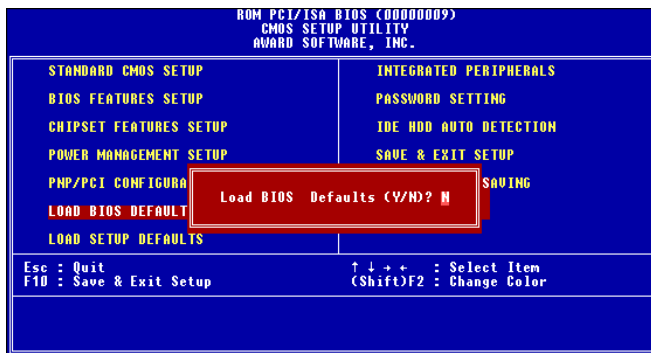 ROM PCI/ISA BIOS (00000009)
CMOS SETUP UTILITY
AWARD SOFTWARE, INC.
STANDARD CMOS SETUP
BIOS FEATURES SETUP
CHIPSET FEATURES SETUP
POWER MANAGEMENT SETUP
PNP/PCI CONFIGURA
LOAD BIOS DEFAULT
LOAD SETUP DEFAULTS
INTEGRATED PERIPHERALS
PASSWORD SETTING
IDE HDD AUTO DETECTION
SAVE & EXIT SETUP
SAVING
Load BIOS Defaults (Y/N)? N
Esc : Quit
F10 : Save & Exit Setup
↑ ↓ → ← : Select Item
(Shift)F2 : Change Color